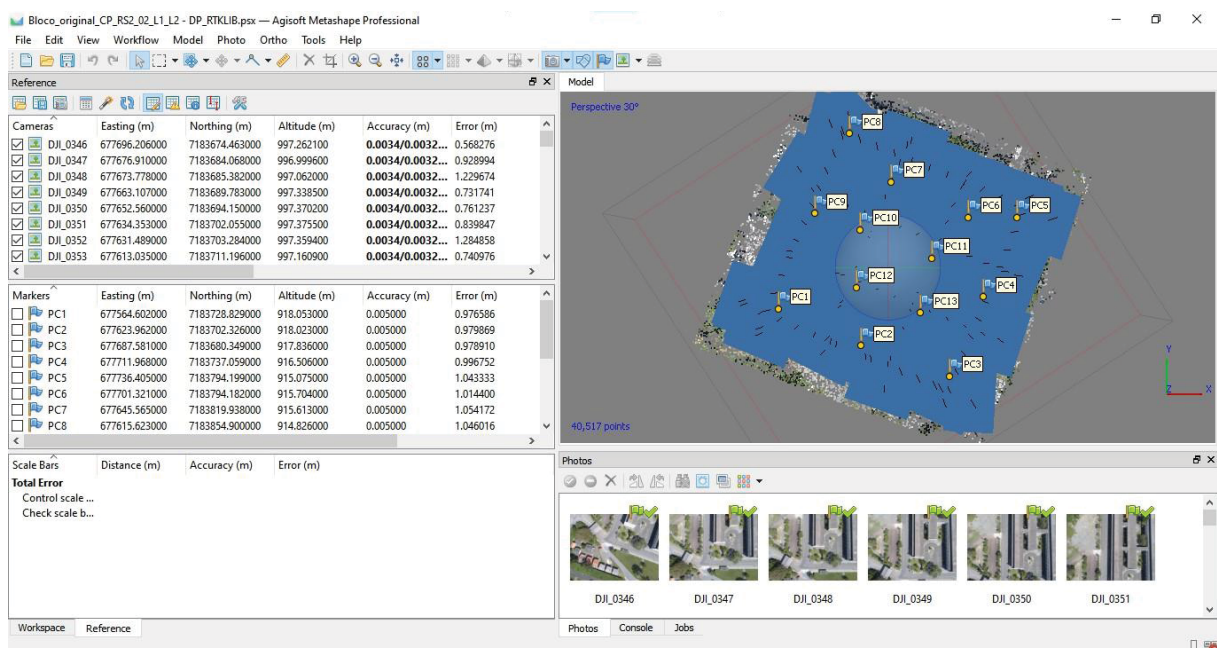 Bloco_original_CP_RS2_02_L1_L2 - DP_RTKLIB.psx — Agisoft Metashape Professional
File Edit View Workflow Model Photo Ortho Tools Help
Reference
Cameras Easting (m) Northing (m) Altitude (m) Accuracy (m) Error (m)
DJI_0346 677696.206000 7183674.463000 997.262100 0.0034/0.0032... 0.568276
DJI_0347 677676.910000 7183684.068000 996.999600 0.0034/0.0032... 0.928994
DJI_0348 677673.778000 7183685.382000 997.062000 0.0034/0.0032... 1.229674
DJI_0349 677663.107000 7183689.783000 997.338500 0.0034/0.0032... 0.731741
DJI_0350 677652.560000 7183694.150000 997.370200 0.0034/0.0032... 0.761237
DJI_0351 677634.353000 7183702.055000 997.375500 0.0034/0.0032... 0.839847
DJI_0352 677631.489000 7183703.284000 997.359400 0.0034/0.0032... 1.284858
DJI_0353 677613.035000 7183711.196000 997.160900 0.0034/0.0032... 0.740976
Markers Easting (m) Northing (m) Altitude (m) Accuracy (m) Error (m)
PC1 677564.602000 7183728.829000 918.053000 0.005000 0.976586
PC2 677623.962000 7183702.326000 918.023000 0.005000 0.979869
PC3 677687.581000 7183680.349000 917.836000 0.005000 0.978910
PC4 677711.968000 7183737.059000 916.506000 0.005000 0.996752
PC5 677736.405000 7183794.199000 915.075000 0.005000 1.043333
PC6 677701.321000 7183794.182000 915.704000 0.005000 1.014400
PC7 677645.565000 7183819.938000 915.613000 0.005000 1.054172
PC8 677615.623000 7183854.900000 914.826000 0.005000 1.046016
Scale Bars Distance (m) Accuracy (m) Error (m)
Total Error
Control scale ...
Check scale b...
Workspace Reference
Model
Perspective 30°
PC8
PC7
PC9
PC6 PC5
PC10
PC11
PC12
PC4
PC1
PC13
PC2
PC3
Y
Z X
40,517 points
Photos
DJI_0346 DJI_0347 DJI_0348 DJI_0349 DJI_0350 DJI_0351
Photos Console Jobs